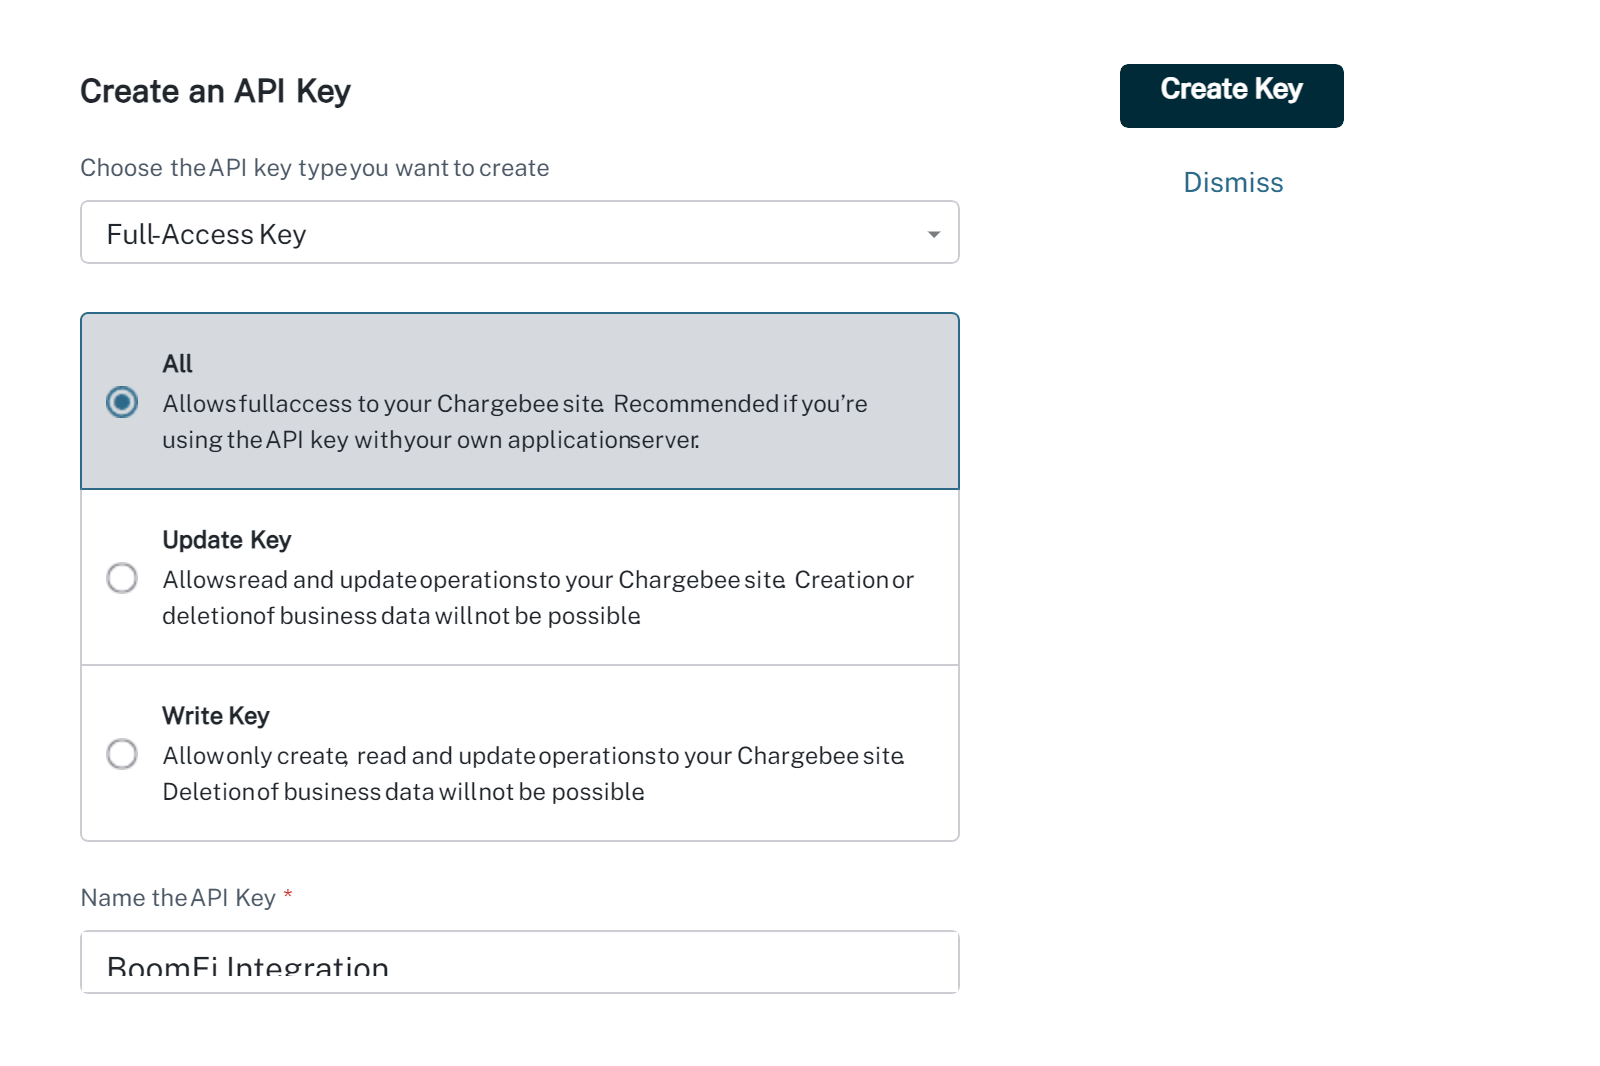 Create an API Key
Create Key
Choose the API key type you want to create
Dismiss
Full-Access Key
All
Allows full access to your Chargebee site. Recommended if you’re
using the API key with your own application server.
Update Key
Allows read and update operations to your Chargebee site. Creation or
deletion of business data will not be possible.
Write Key
Allow only create, read and update operations to your Chargebee site.
Deletion of business data will not be possible.
Name the API Key *
BoomFi Integration